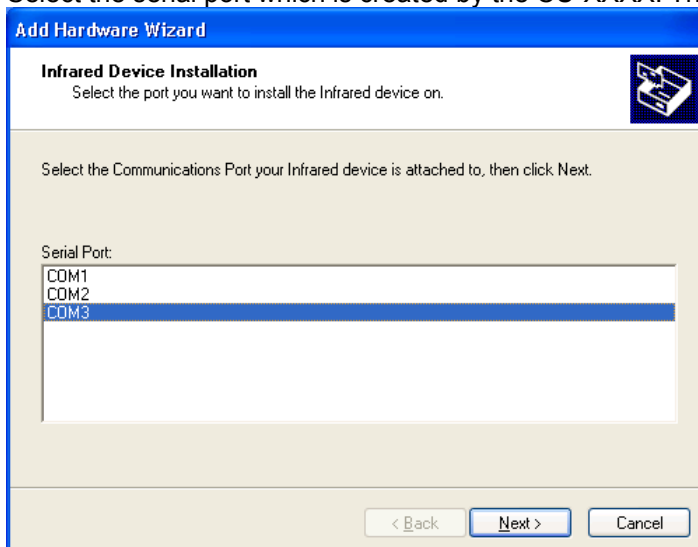 Add Hardware Wizard
Infrared Device Installation
Select the port you want to install the Infrared device on.
Select the Communications Port your Infrared device is attached to, then click Next.
Serial Port:
COM1
COM2
COM3
< Back Next > Cancel